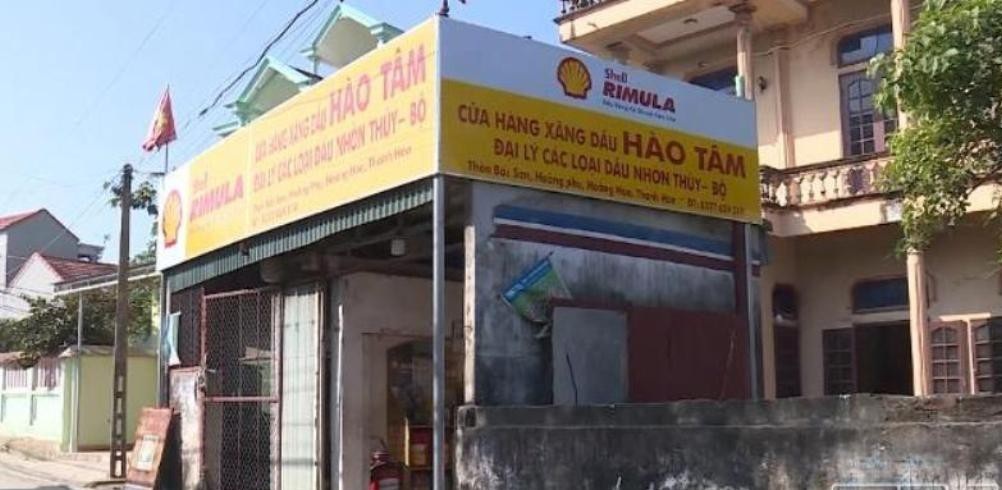 Shell
RIMULA
CỬA HÀNG XĂNG DẦU HÀO TÂM
ĐẠI LÝ CÁC LOẠI DẦU NHỜN THỦY- BỘ
Shell
RIMULA
CỬA HÀNG XĂNG DẦU HÀO TÂM
ĐẠI LÝ CÁC LOẠI DẦU NHỜN THỦY- BỘ
Thôn Bắc Sơn, Hoằng phụ, Hoằng Hóa, Thanh Hóa